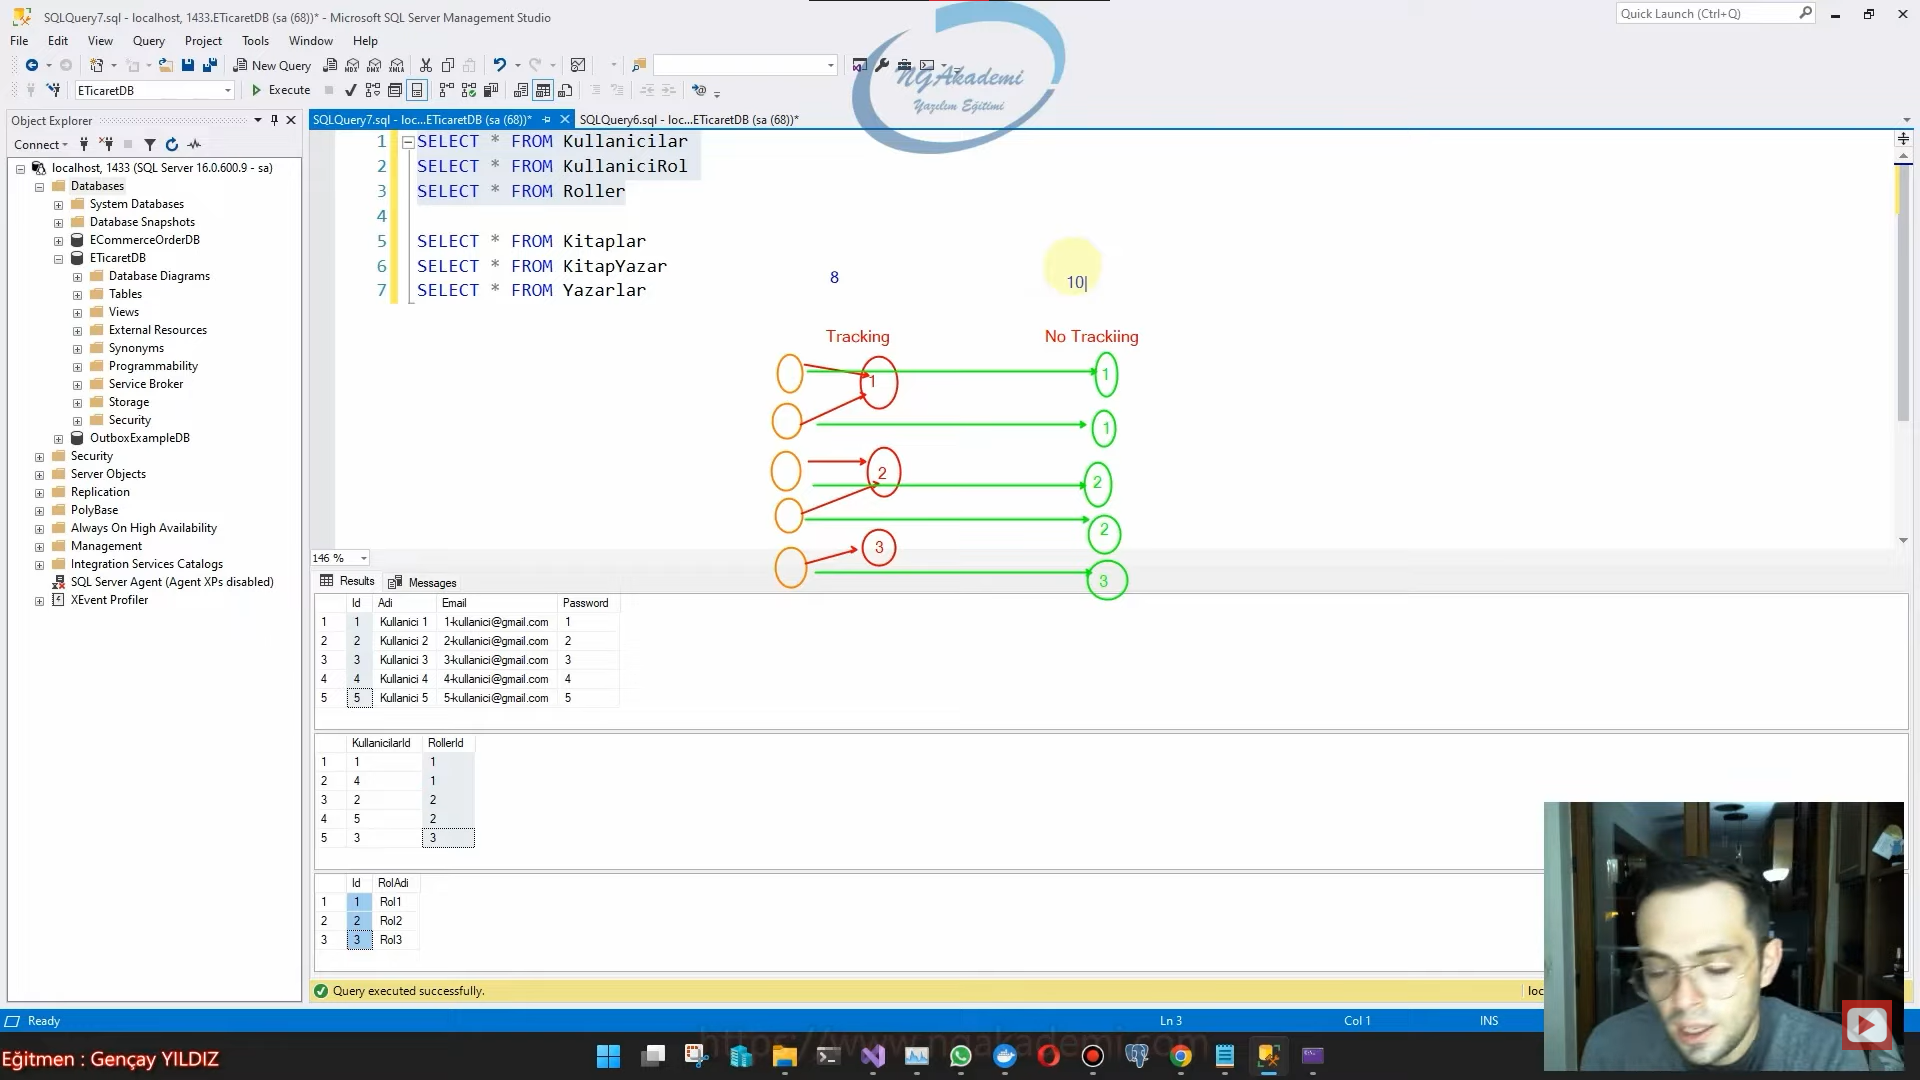 SQLQuery7.sql - localhost, 1433.ETicaretDB (sa (68))* - Microsoft SQL Server Management Studio
Quick Launch (Ctrl+Q)
File Edit View Query Project Tools Window Help
New Query
ETicaretDB
Execute
NGAkademi
Yazılım Eğitimi
Object Explorer
Connect
localhost, 1433 (SQL Server 16.0.600.9 - sa)
Databases
System Databases
Database Snapshots
ECommerceOrderDB
ETicaretDB
Database Diagrams
Tables
Views
External Resources
Synonyms
Programmability
Service Broker
Storage
Security
OutboxExampleDB
Security
Server Objects
Replication
PolyBase
Always On High Availability
Management
Integration Services Catalogs
SQL Server Agent (Agent XPs disabled)
XEvent Profiler
SQLQuery7.sql - loc...ETicaretDB (sa (68))* SQLQuery6.sql - loc...ETicaretDB (sa (68))*
1 SELECT * FROM Kullanicilar
2 SELECT * FROM KullaniciRol
3 SELECT * FROM Roller
4
5 SELECT * FROM Kitaplar
6 SELECT * FROM KitapYazar
7 SELECT * FROM Yazarlar
8 10
Tracking No Trackiing
1 1
1
2 2
2
3 3
146 %
Results Messages
Id Adi Email Password
1 1 Kullanici 1 1-kullanici@gmail.com 1
2 2 Kullanici 2 2-kullanici@gmail.com 2
3 3 Kullanici 3 3-kullanici@gmail.com 3
4 4 Kullanici 4 4-kullanici@gmail.com 4
5 5 Kullanici 5 5-kullanici@gmail.com 5
KullanicilarId RollerId
1 1 1
2 4 1
3 2 2
4 5 2
5 3 3
Id RolAdi
1 1 Rol1
2 2 Rol2
3 3 Rol3
Query executed successfully.
loc
Ready Ln 3 Col 1 INS
https://www.ngakademi.com
Eğitmen : Gençay YILDIZ